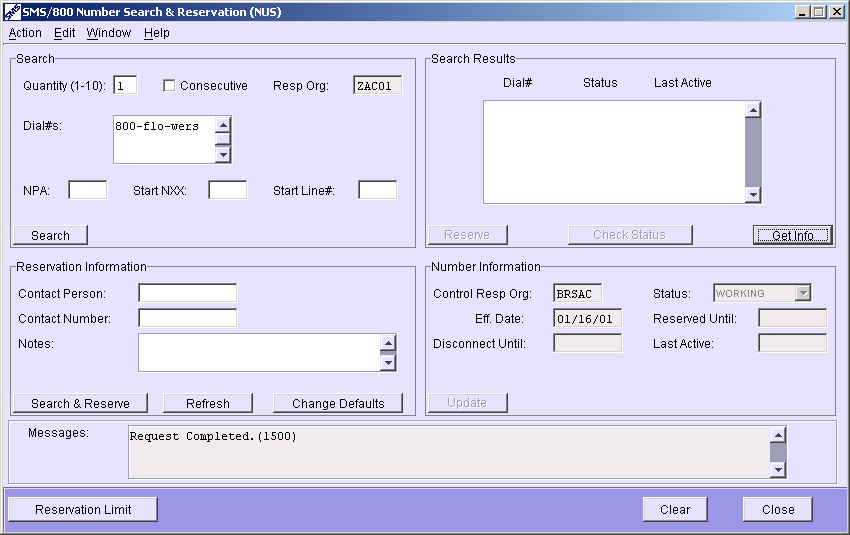 SMS/800 Number Search & Reservation (NUS)
Action Edit Window Help
Search
Quantity (1-10): 1 Consecutive Resp Org: ZAC01
Dial#s: 800-flo-wers
NPA: Start NXX: Start Line#:
Search
Search Results
Dial# Status Last Active
Reserve Check Status Get Info
Reservation Information
Contact Person:
Contact Number:
Notes:
Search & Reserve Refresh Change Defaults
Number Information
Control Resp Org: BRSAC Status: WORKING
Eff. Date: 01/16/01 Reserved Until:
Disconnect Until: Last Active:
Update
Messages: Request Completed.(1500)
Reservation Limit Clear Close